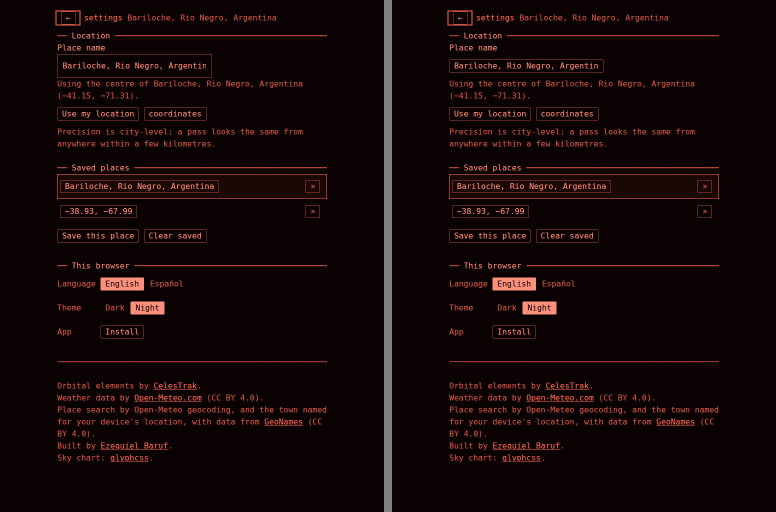 ← settings Bariloche, Rio Negro, Argentina
Location
Place name
Bariloche, Rio Negro, Argentin
Using the centre of Bariloche, Rio Negro, Argentina
(−41.15, −71.31).
Use my location coordinates
Precision is city-level: a pass looks the same from
anywhere within a few kilometres.
Saved places
Bariloche, Rio Negro, Argentina ×
−38.93, −67.99 ×
Save this place Clear saved
This browser
Language English Español
Theme Dark Night
App Install
Orbital elements by CelesTrak.
Weather data by Open-Meteo.com (CC BY 4.0).
Place search by Open-Meteo geocoding, and the town named
for your device's location, with data from GeoNames (CC
BY 4.0).
Built by Ezequiel Baruf.
Sky chart: glyphcss.
← settings Bariloche, Rio Negro, Argentina
Location
Place name
Bariloche, Rio Negro, Argentin
Using the centre of Bariloche, Rio Negro, Argentina
(−41.15, −71.31).
Use my location coordinates
Precision is city-level: a pass looks the same from
anywhere within a few kilometres.
Saved places
Bariloche, Rio Negro, Argentina ×
−38.93, −67.99 ×
Save this place Clear saved
This browser
Language English Español
Theme Dark Night
App Install
Orbital elements by CelesTrak.
Weather data by Open-Meteo.com (CC BY 4.0).
Place search by Open-Meteo geocoding, and the town named
for your device's location, with data from GeoNames (CC
BY 4.0).
Built by Ezequiel Baruf.
Sky chart: glyphcss.